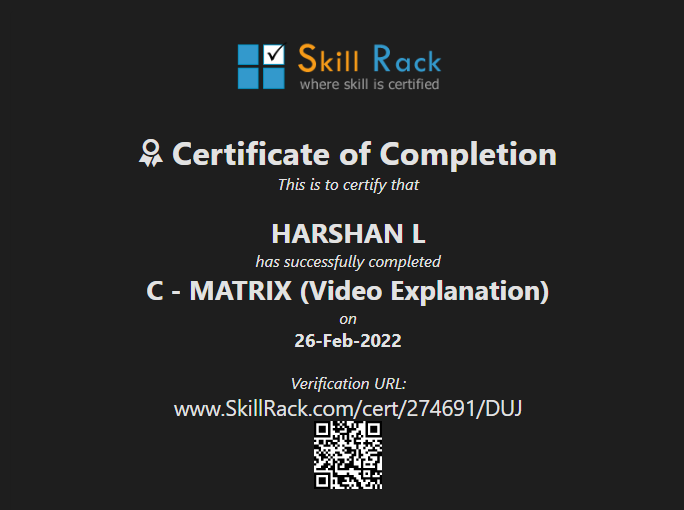 Skill Rack
where skill is certified
Certificate of Completion
This is to certify that
HARSHAN L
has successfully completed
C - MATRIX (Video Explanation)
on
26-Feb-2022
Verification URL:
www.SkillRack.com/cert/274691/DUJ